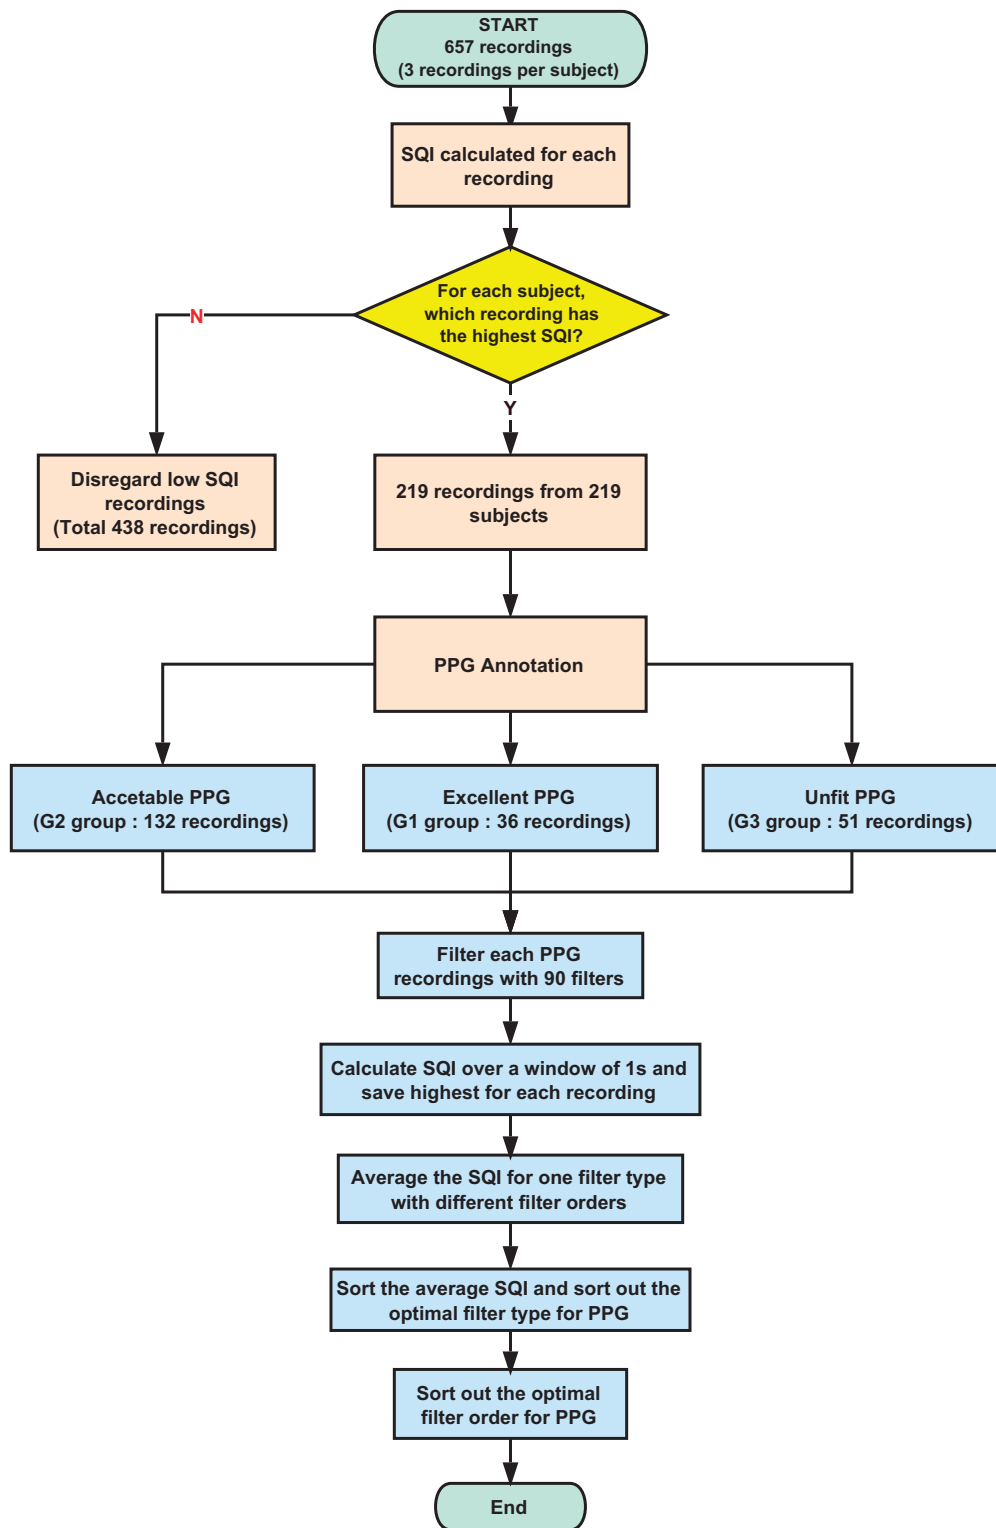 START
657 recordings
(3 recordings per subject)
SQI calculated for each
recording
For each subject,
which recording has
the highest SQI?
N
Y
Disregard low SQI
recordings
(Total 438 recordings)
219 recordings from 219
subjects
PPG Annotation
Accetable PPG
(G2 group : 132 recordings)
Excellent PPG
(G1 group : 36 recordings)
Unfit PPG
(G3 group : 51 recordings)
Filter each PPG
recordings with 90 filters
Calculate SQI over a window of 1s and
save highest for each recording
Average the SQI for one filter type
with different filter orders
Sort the average SQI and sort out the
optimal filter type for PPG
Sort out the optimal
filter order for PPG
End